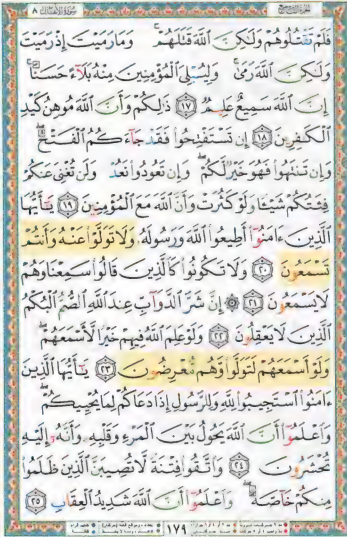 سورة الأنفال ٨
فَلَمْ تَقْتُلُوهُمْ وَلَٰكِنَّ ٱللَّهَ قَتَلَهُمْ ۚ وَمَا رَمَيْتَ إِذْ رَمَيْتَ
وَلَٰكِنَّ ٱللَّهَ رَمَىٰ ۚ وَلِيُبْلِىَ ٱلْمُؤْمِنِينَ مِنْهُ بَلَآءً حَسَنًا ۚ
إِنَّ ٱللَّهَ سَمِيعٌ عَلِيمٌ ١٧ ذَٰلِكُمْ وَأَنَّ ٱللَّهَ مُوهِنُ كَيْدِ
ٱلْكَٰفِرِينَ ١٨ إِن تَسْتَفْتِحُوا۟ فَقَدْ جَآءَكُمُ ٱلْفَتْحُ ۖ
وَإِن تَنتَهُوا۟ فَهُوَ خَيْرٌ لَّكُمْ ۖ وَإِن تَعُودُوا۟ نَعُدْ وَلَن تُغْنِىَ عَنكُمْ
فِئَتُكُمْ شَيْـًٔا وَلَوْ كَثُرَتْ وَأَنَّ ٱللَّهَ مَعَ ٱلْمُؤْمِنِينَ ١٩ يَٰٓأَيُّهَا
ٱلَّذِينَ ءَامَنُوٓا۟ أَطِيعُوا۟ ٱللَّهَ وَرَسُولَهُۥ وَلَا تَوَلَّوْا۟ عَنْهُ وَأَنتُمْ
تَسْمَعُونَ ٢٠ وَلَا تَكُونُوا۟ كَٱلَّذِينَ قَالُوا۟ سَمِعْنَا وَهُمْ
لَا يَسْمَعُونَ ٢١ ۞ إِنَّ شَرَّ ٱلدَّوَآبِّ عِندَ ٱللَّهِ ٱلصُّمُّ ٱلْبُكْمُ
ٱلَّذِينَ لَا يَعْقِلُونَ ٢٢ وَلَوْ عَلِمَ ٱللَّهُ فِيهِمْ خَيْرًا لَّأَسْمَعَهُمْ ۖ
وَلَوْ أَسْمَعَهُمْ لَتَوَلَّوا۟ وَّهُم مُّعْرِضُونَ ٢٣ يَٰٓأَيُّهَا ٱلَّذِينَ
ءَامَنُوا۟ ٱسْتَجِيبُوا۟ لِلَّهِ وَلِلرَّسُولِ إِذَا دَعَاكُمْ لِمَا يُحْيِيكُمْ ۖ
وَٱعْلَمُوٓا۟ أَنَّ ٱللَّهَ يَحُولُ بَيْنَ ٱلْمَرْءِ وَقَلْبِهِۦ وَأَنَّهُۥٓ إِلَيْهِ
تُحْشَرُونَ ٢٤ وَٱتَّقُوا۟ فِتْنَةً لَّا تُصِيبَنَّ ٱلَّذِينَ ظَلَمُوا۟
مِنكُمْ خَآصَّةً ۖ وَٱعْلَمُوٓا۟ أَنَّ ٱللَّهَ شَدِيدُ ٱلْعِقَابِ ٢٥
١٧٩